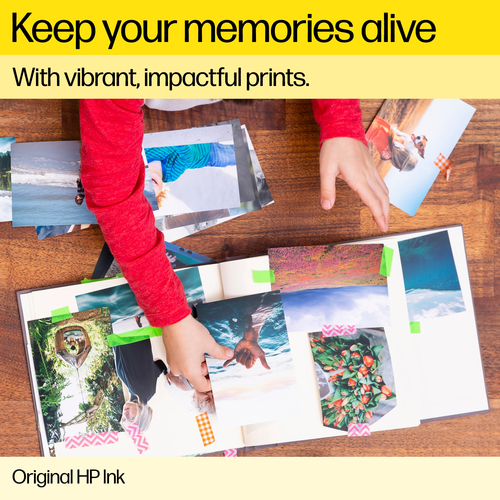 Keep your memories alive
With vibrant, impactful prints.
Original HP Ink